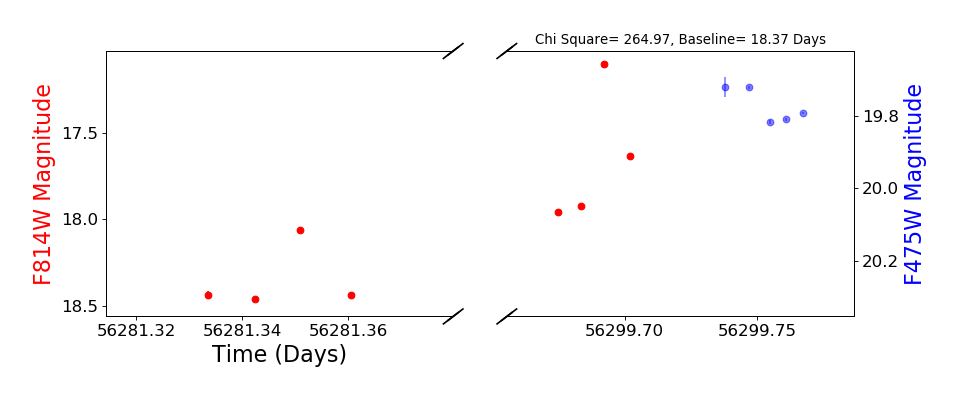 Chi Square= 264.97, Baseline= 18.37 Days
F814W Magnitude
17.5
18.0
18.5
19.8
20.0
20.2
F475W Magnitude
56281.32 56281.34 56281.36 56299.70 56299.75
Time (Days)